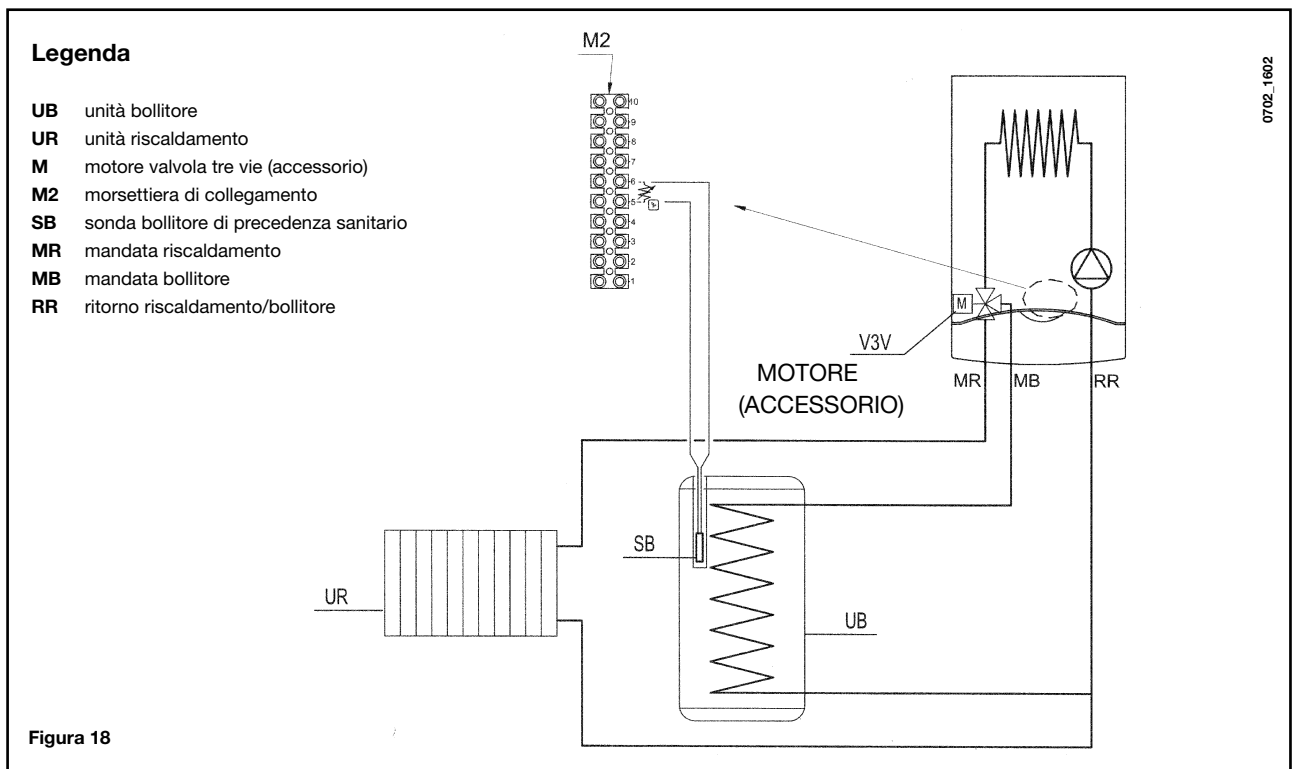 Legenda
UB unità bollitore
UR unità riscaldamento
M motore valvola tre vie (accessorio)
M2 morsettiera di collegamento
SB sonda bollitore di precedenza sanitario
MR mandata riscaldamento
MB mandata bollitore
RR ritorno riscaldamento/bollitore
M2
10
9
8
7
6
5
4
3
2
1
0702_1602
M
V3V
MOTORE
(ACCESSORIO)
MR MB RR
SB
UR
UB
Figura 18